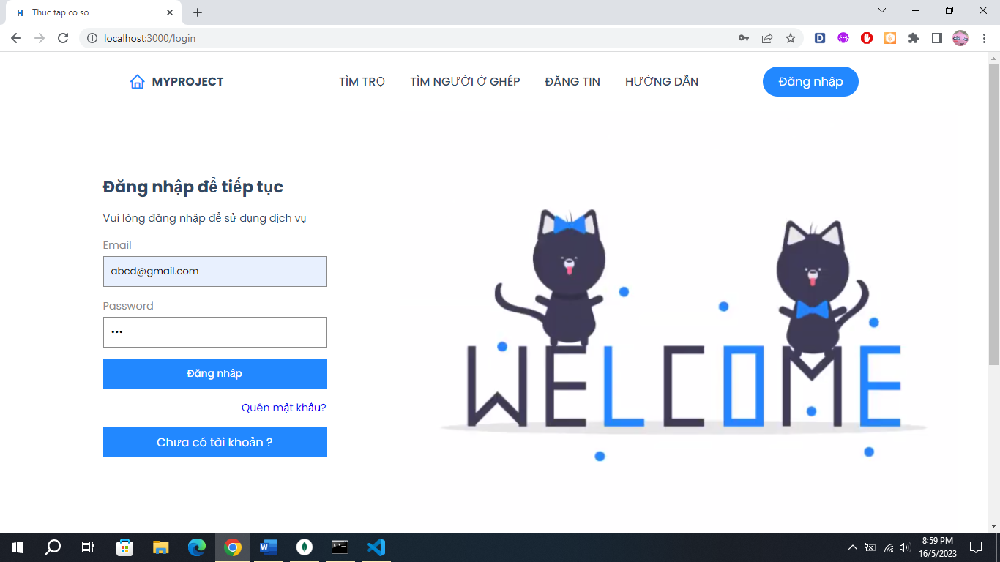 Thuc tap co so
localhost:3000/login
MYPROJECT
TÌM TRỌ
TÌM NGƯỜI Ở GHÉP
ĐĂNG TIN
HƯỚNG DẪN
Đăng nhập
Đăng nhập để tiếp tục
Vui lòng đăng nhập để sử dụng dịch vụ
Email
abcd@gmail.com
Password
•••
Đăng nhập
Quên mật khẩu?
Chưa có tài khoản ?
WELCOME
8:59 PM
16/5/2023